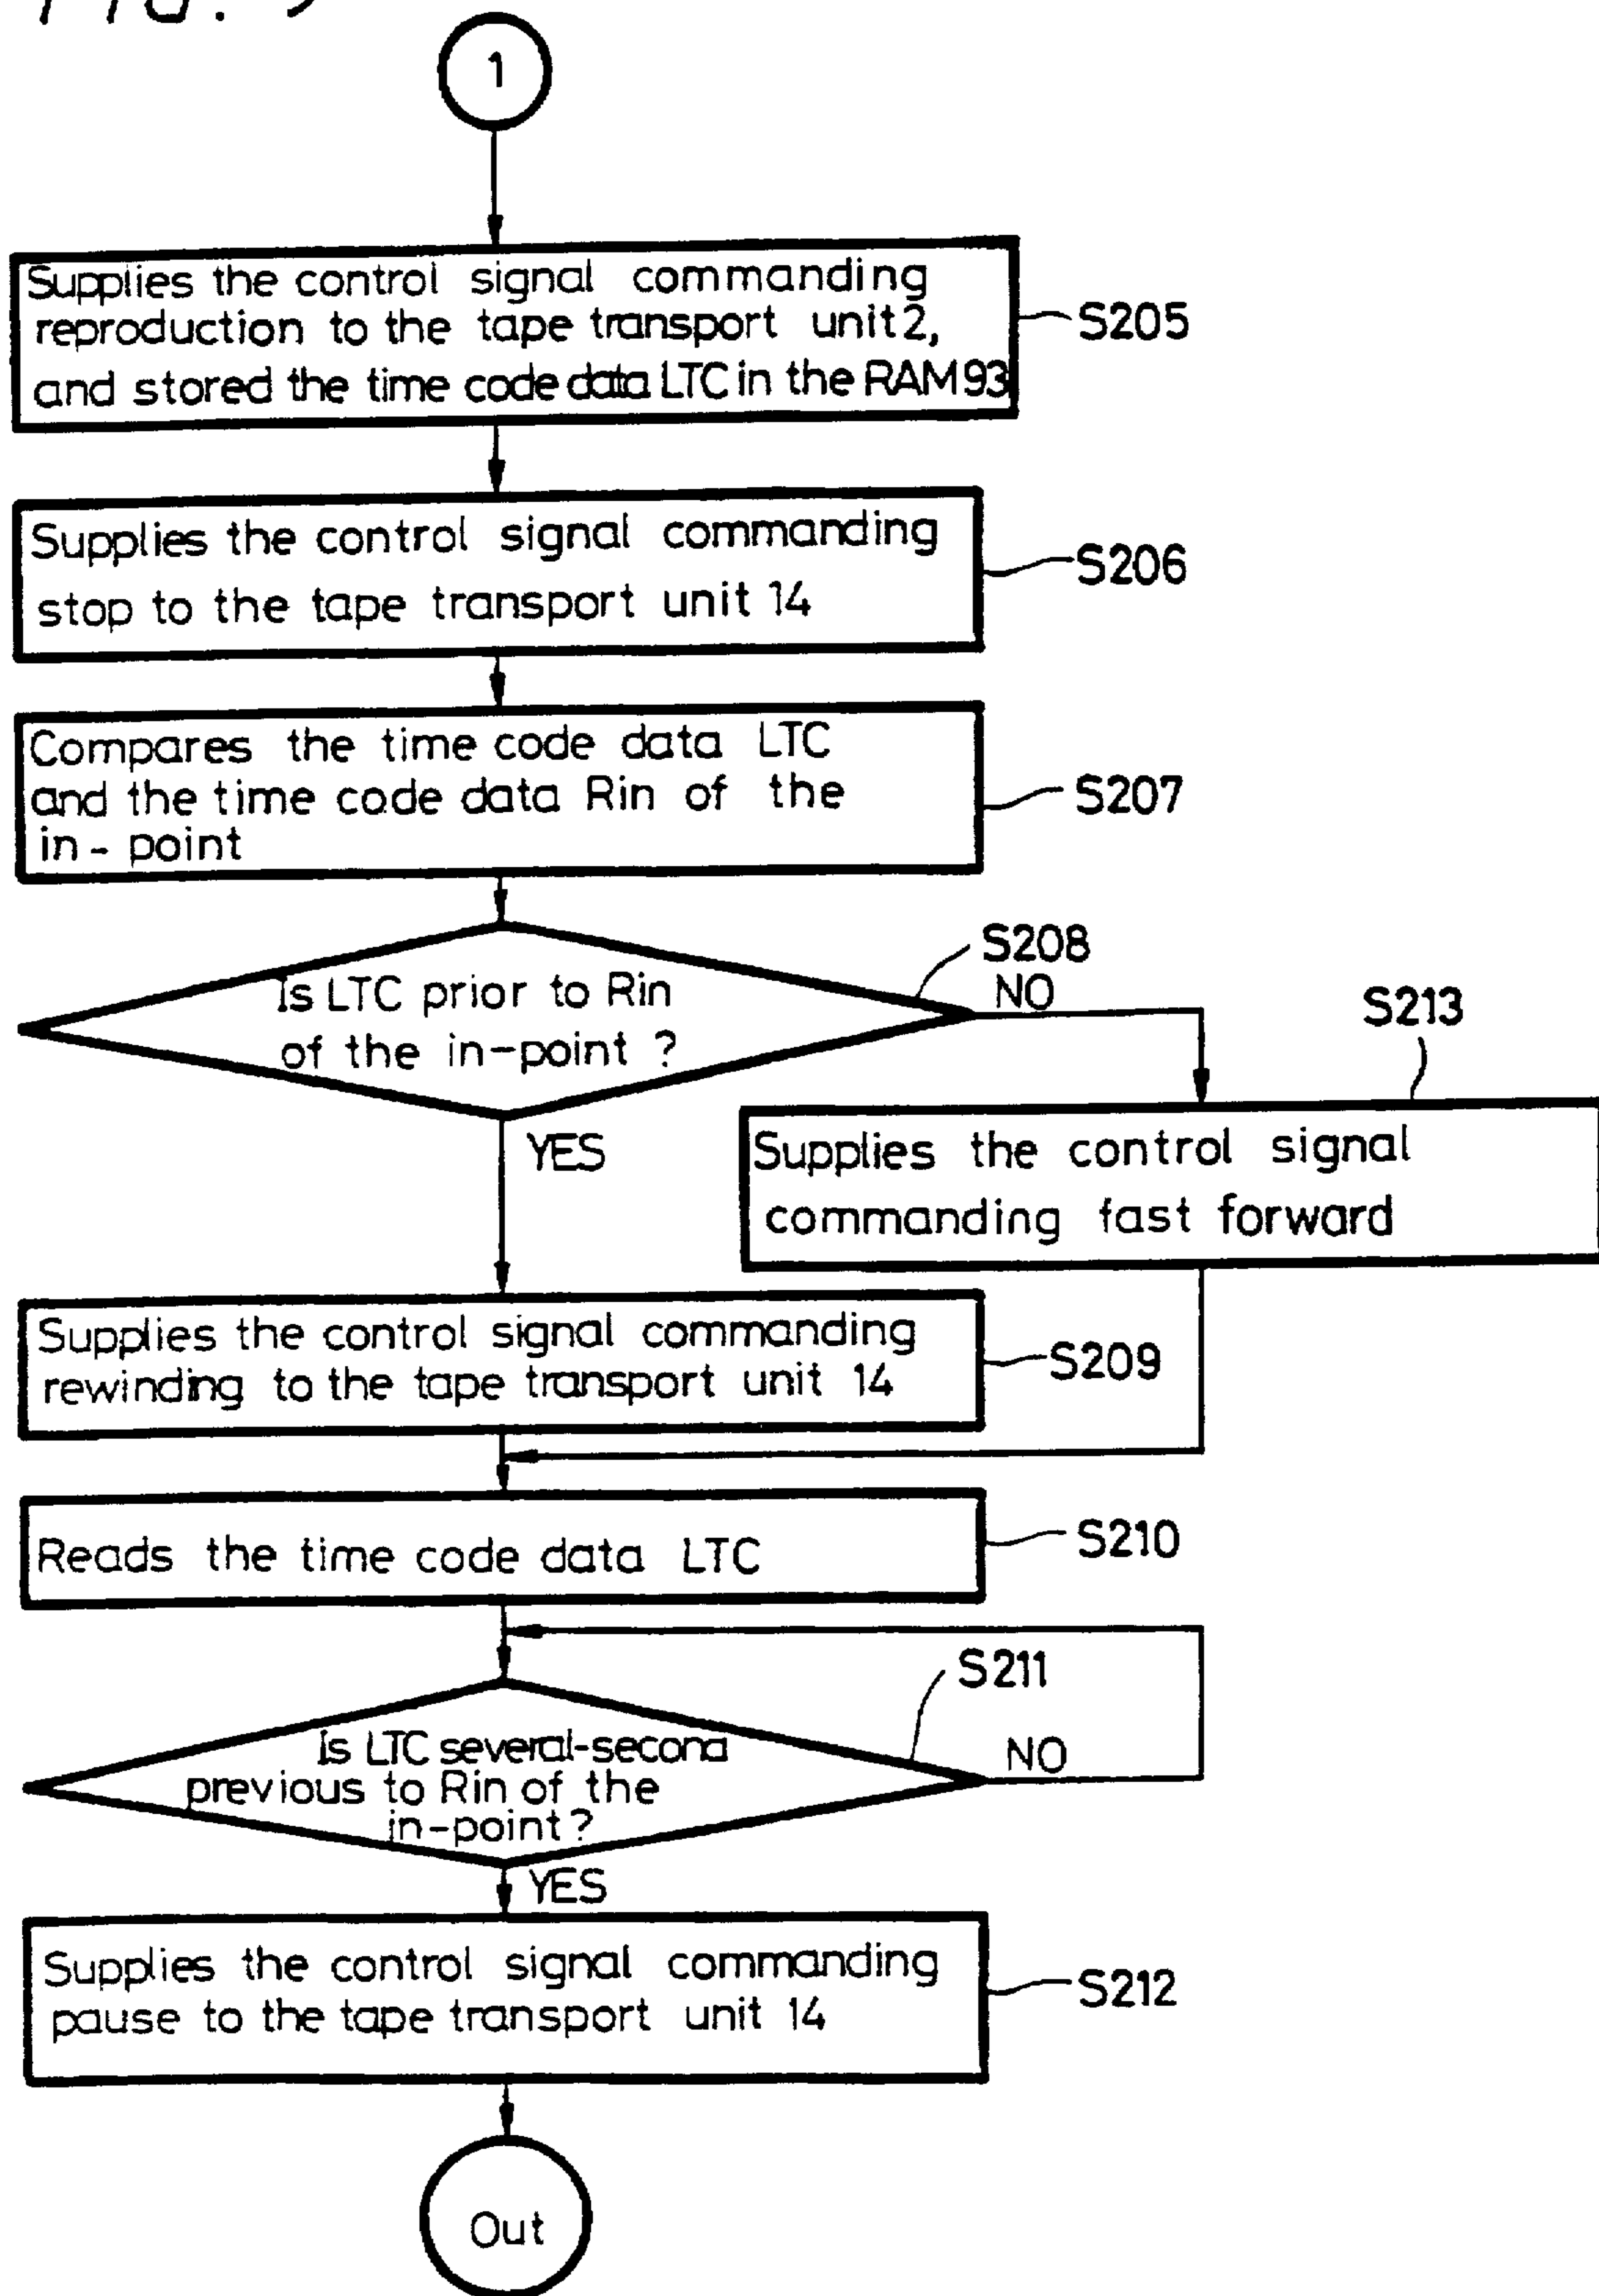 1
Supplies the control signal commanding
reproduction to the tape transport unit 2,
and stored the time code data LTC in the RAM 93
S205
Supplies the control signal commanding
stop to the tape transport unit 14
S206
Compares the time code data LTC
and the time code data Rin of the
in-point
S207
S208
Is LTC prior to Rin
of the in-point ?
NO
S213
YES
Supplies the control signal
commanding fast forward
Supplies the control signal commanding
rewinding to the tape transport unit 14
S209
Reads the time code data LTC
S210
S211
Is LTC several-second
previous to Rin of the
in-point ?
NO
YES
Supplies the control signal commanding
pause to the tape transport unit 14
S212
Out